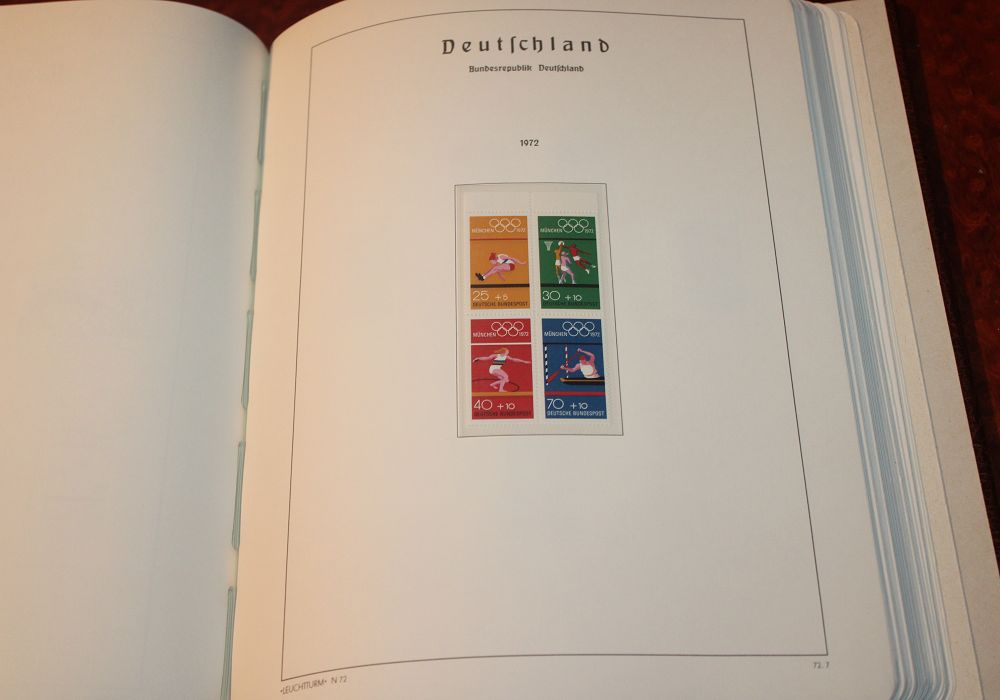 Deutſchland
Bundesrepublik Deutſchland
1972
MÜNCHEN 1972
25 +5
DEUTSCHE BUNDESPOST
MÜNCHEN 1972
30 +10
DEUTSCHE BUNDESPOST
MÜNCHEN 1972
40 +10
DEUTSCHE BUNDESPOST
MÜNCHEN 1972
70 +10
DEUTSCHE BUNDESPOST
*LEUCHTTURM* N 72
72. 7